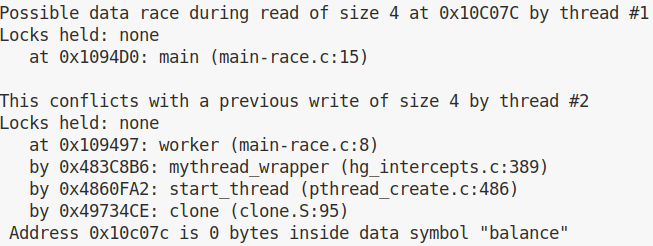 Possible data race during read of size 4 at 0x10C07C by thread #1
Locks held: none
   at 0x1094D0: main (main-race.c:15)

This conflicts with a previous write of size 4 by thread #2
Locks held: none
   at 0x109497: worker (main-race.c:8)
   by 0x483C8B6: mythread_wrapper (hg_intercepts.c:389)
   by 0x4860FA2: start_thread (pthread_create.c:486)
   by 0x49734CE: clone (clone.S:95)
 Address 0x10c07c is 0 bytes inside data symbol "balance"